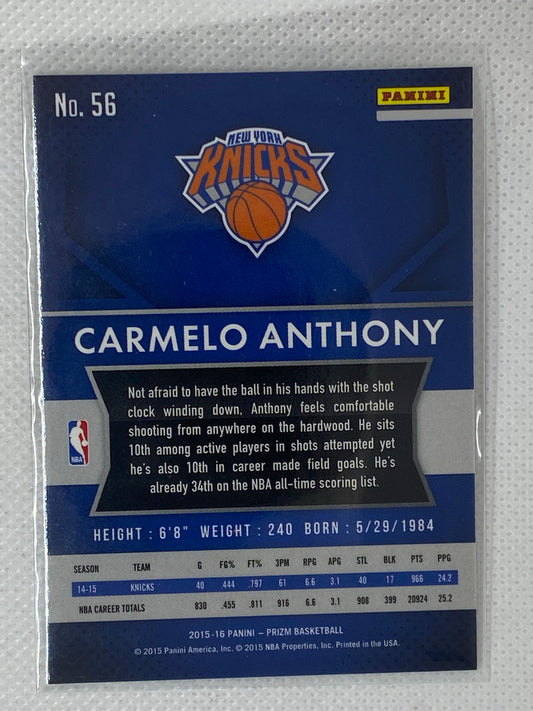 No. 56
PANINI
NEW YORK
KNICKS
CARMELO ANTHONY
Not afraid to have the ball in his hands with the shot
clock winding down, Anthony feels comfortable
shooting from anywhere on the hardwood. He sits
10th among active players in shots attempted yet
he's also 10th in career made field goals. He's
already 34th on the NBA all-time scoring list.
NBA
HEIGHT : 6'8" WEIGHT : 240 BORN : 5/29/1984
SEASON TEAM G FG% FT% 3PM RPG APG STL BLK PTS PPG
14-15 KNICKS 40 .444 .797 61 6.6 3.1 40 17 966 24.2
NBA CAREER TOTALS 830 .455 .811 916 6.6 3.1 908 399 20924 25.2
2015-16 PANINI – PRIZM BASKETBALL
© 2015 Panini America, Inc. © 2015 NBA Properties, Inc. Printed in the USA.